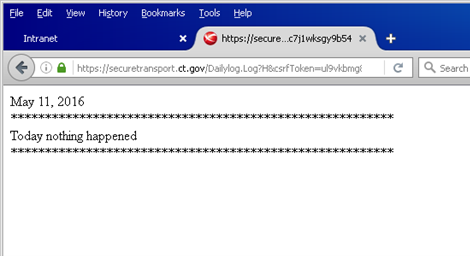 File Edit View History Bookmarks Tools Help
Intranet × https://secure...c7j1wksgy9b54 × +
https://securetransport.ct.gov/Dailylog.Log?H&csrfToken=ul9vkbmg Search
May 11, 2016
*******************************************************
Today nothing happened
*******************************************************